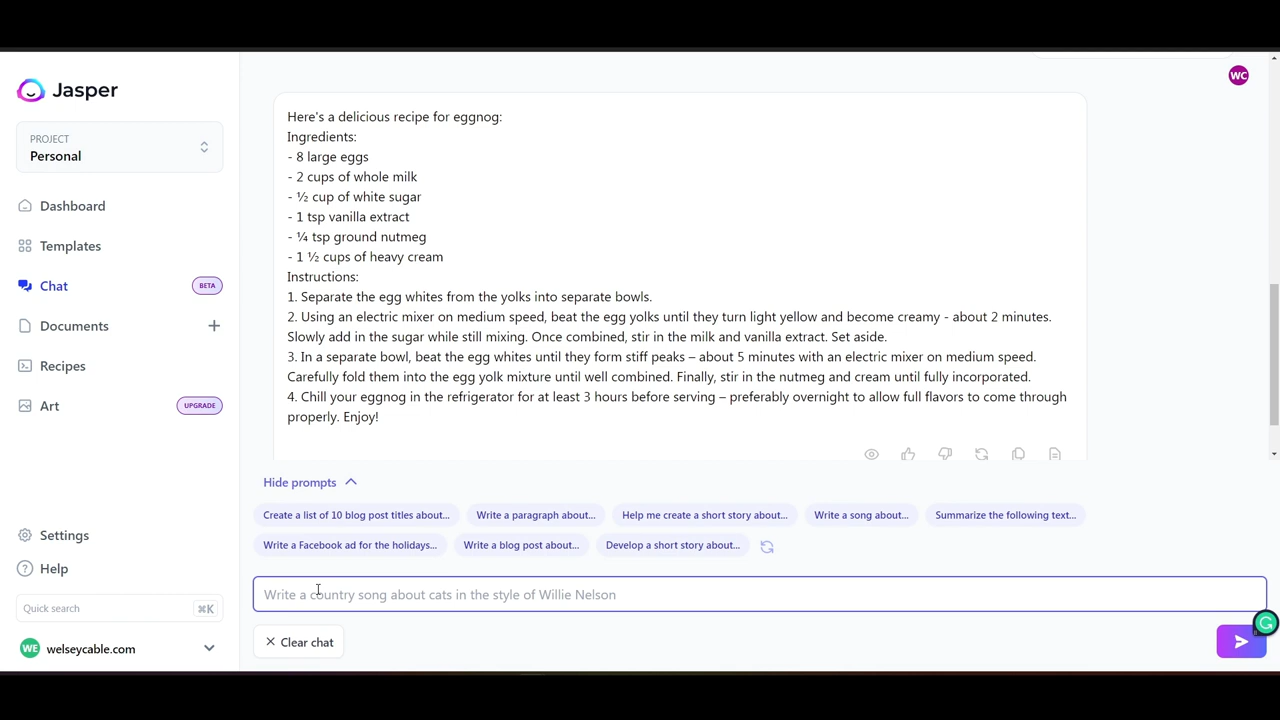 Jasper
PROJECT
Personal
Dashboard
Templates
Chat
BETA
Documents
Recipes
Art
UPGRADE
Settings
Help
Quick search
⌘K
WE
welseycable.com
WC
Here's a delicious recipe for eggnog:
Ingredients:
- 8 large eggs
- 2 cups of whole milk
- ½ cup of white sugar
- 1 tsp vanilla extract
- ¼ tsp ground nutmeg
- 1 ½ cups of heavy cream
Instructions:
1. Separate the egg whites from the yolks into separate bowls.
2. Using an electric mixer on medium speed, beat the egg yolks until they turn light yellow and become creamy - about 2 minutes.
Slowly add in the sugar while still mixing. Once combined, stir in the milk and vanilla extract. Set aside.
3. In a separate bowl, beat the egg whites until they form stiff peaks – about 5 minutes with an electric mixer on medium speed.
Carefully fold them into the egg yolk mixture until well combined. Finally, stir in the nutmeg and cream until fully incorporated.
4. Chill your eggnog in the refrigerator for at least 3 hours before serving – preferably overnight to allow full flavors to come through
properly. Enjoy!
Hide prompts
Create a list of 10 blog post titles about...
Write a paragraph about...
Help me create a short story about...
Write a song about...
Summarize the following text...
Write a Facebook ad for the holidays...
Write a blog post about...
Develop a short story about...
Write a country song about cats in the style of Willie Nelson
Clear chat